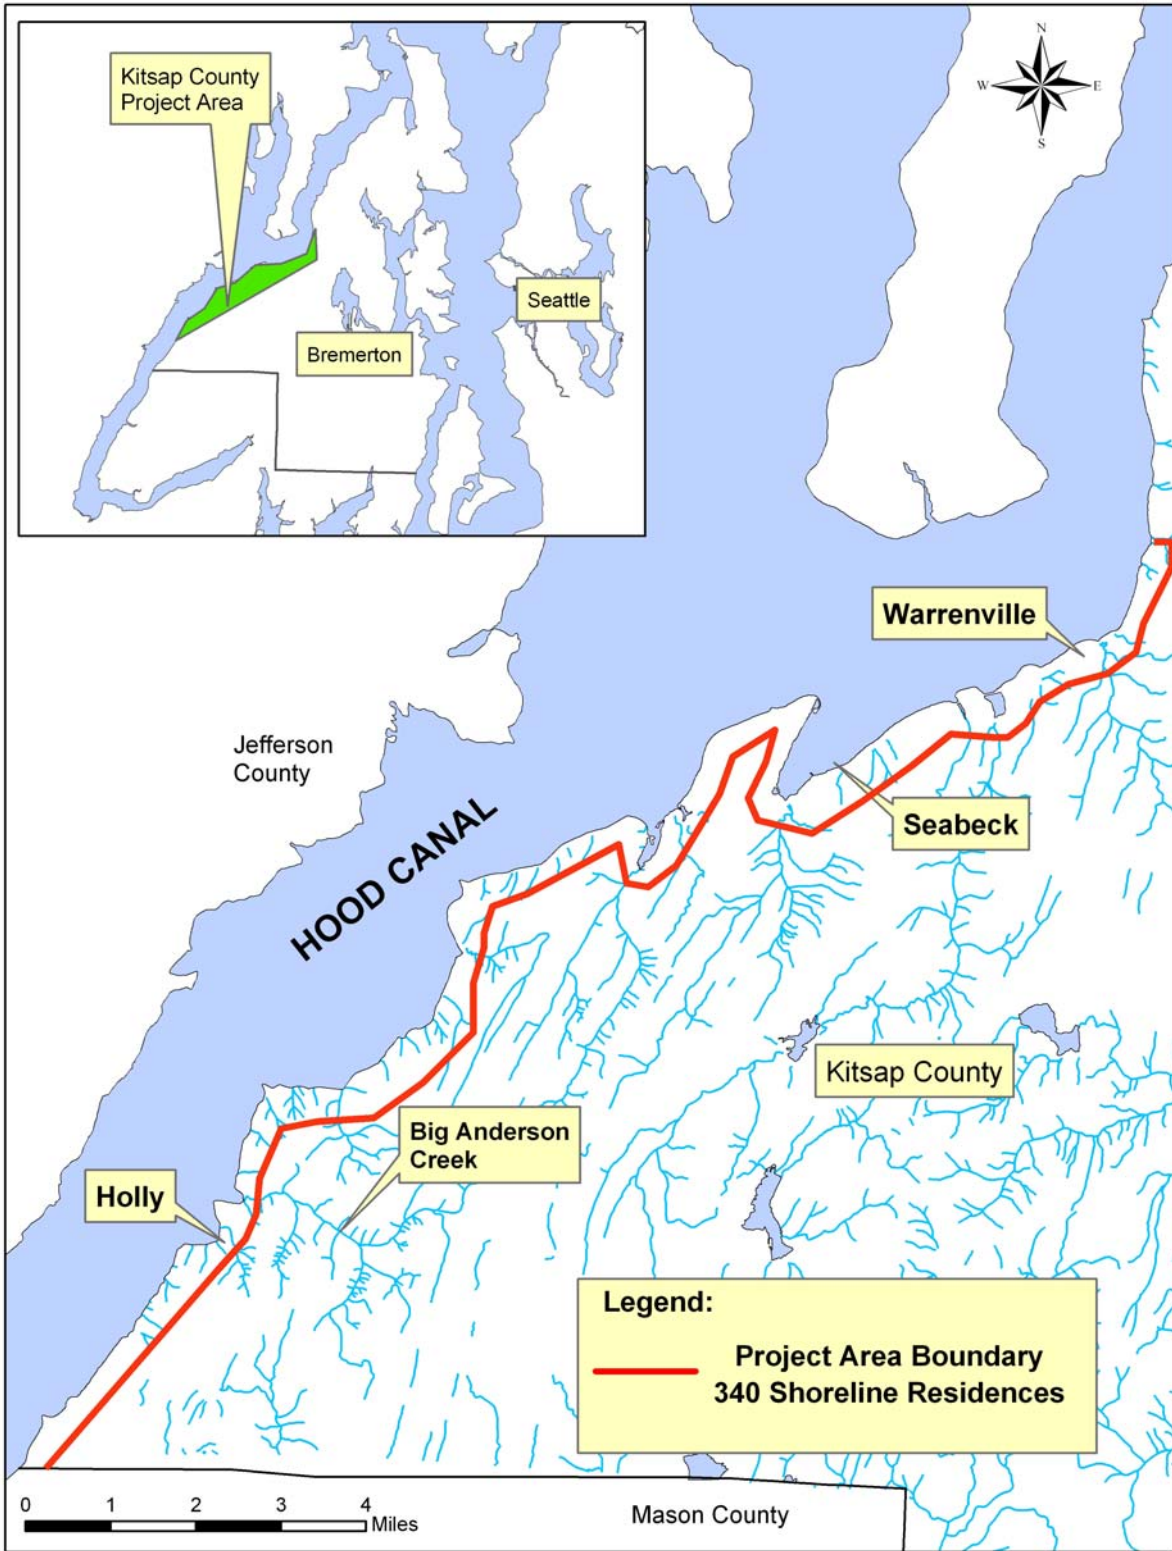 Kitsap County
Project Area
Seattle
Bremerton
N
W
E
S
Warrenville
Jefferson
County
HOOD CANAL
Seabeck
Kitsap County
Big Anderson
Creek
Holly
Legend:
Project Area Boundary
340 Shoreline Residences
0 1 2 3 4
Miles
Mason County